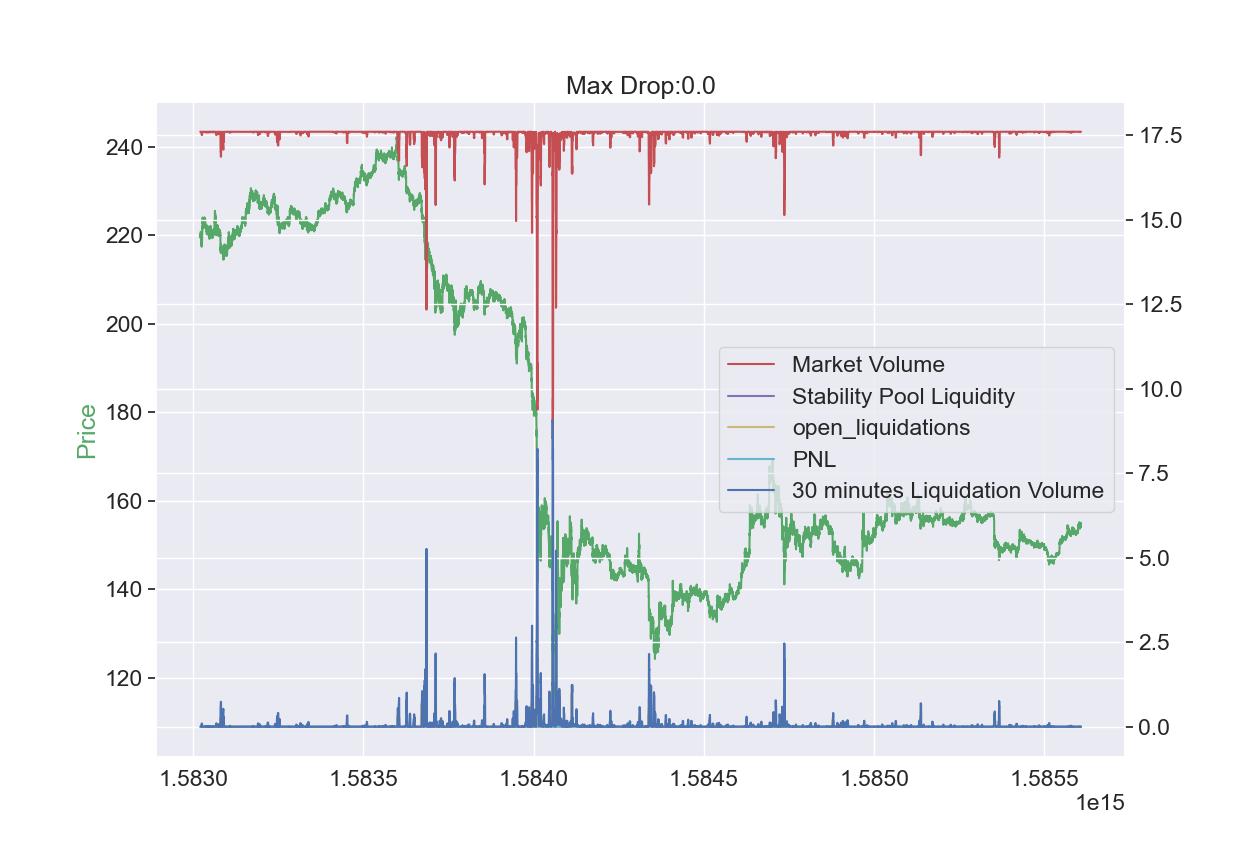 Max Drop:0.0
240
220
200
180
160
140
120
Price
17.5
15.0
12.5
10.0
7.5
5.0
2.5
0.0
Market Volume
Stability Pool Liquidity
open_liquidations
PNL
30 minutes Liquidation Volume
1.5830 1.5835 1.5840 1.5845 1.5850 1.5855
1e15